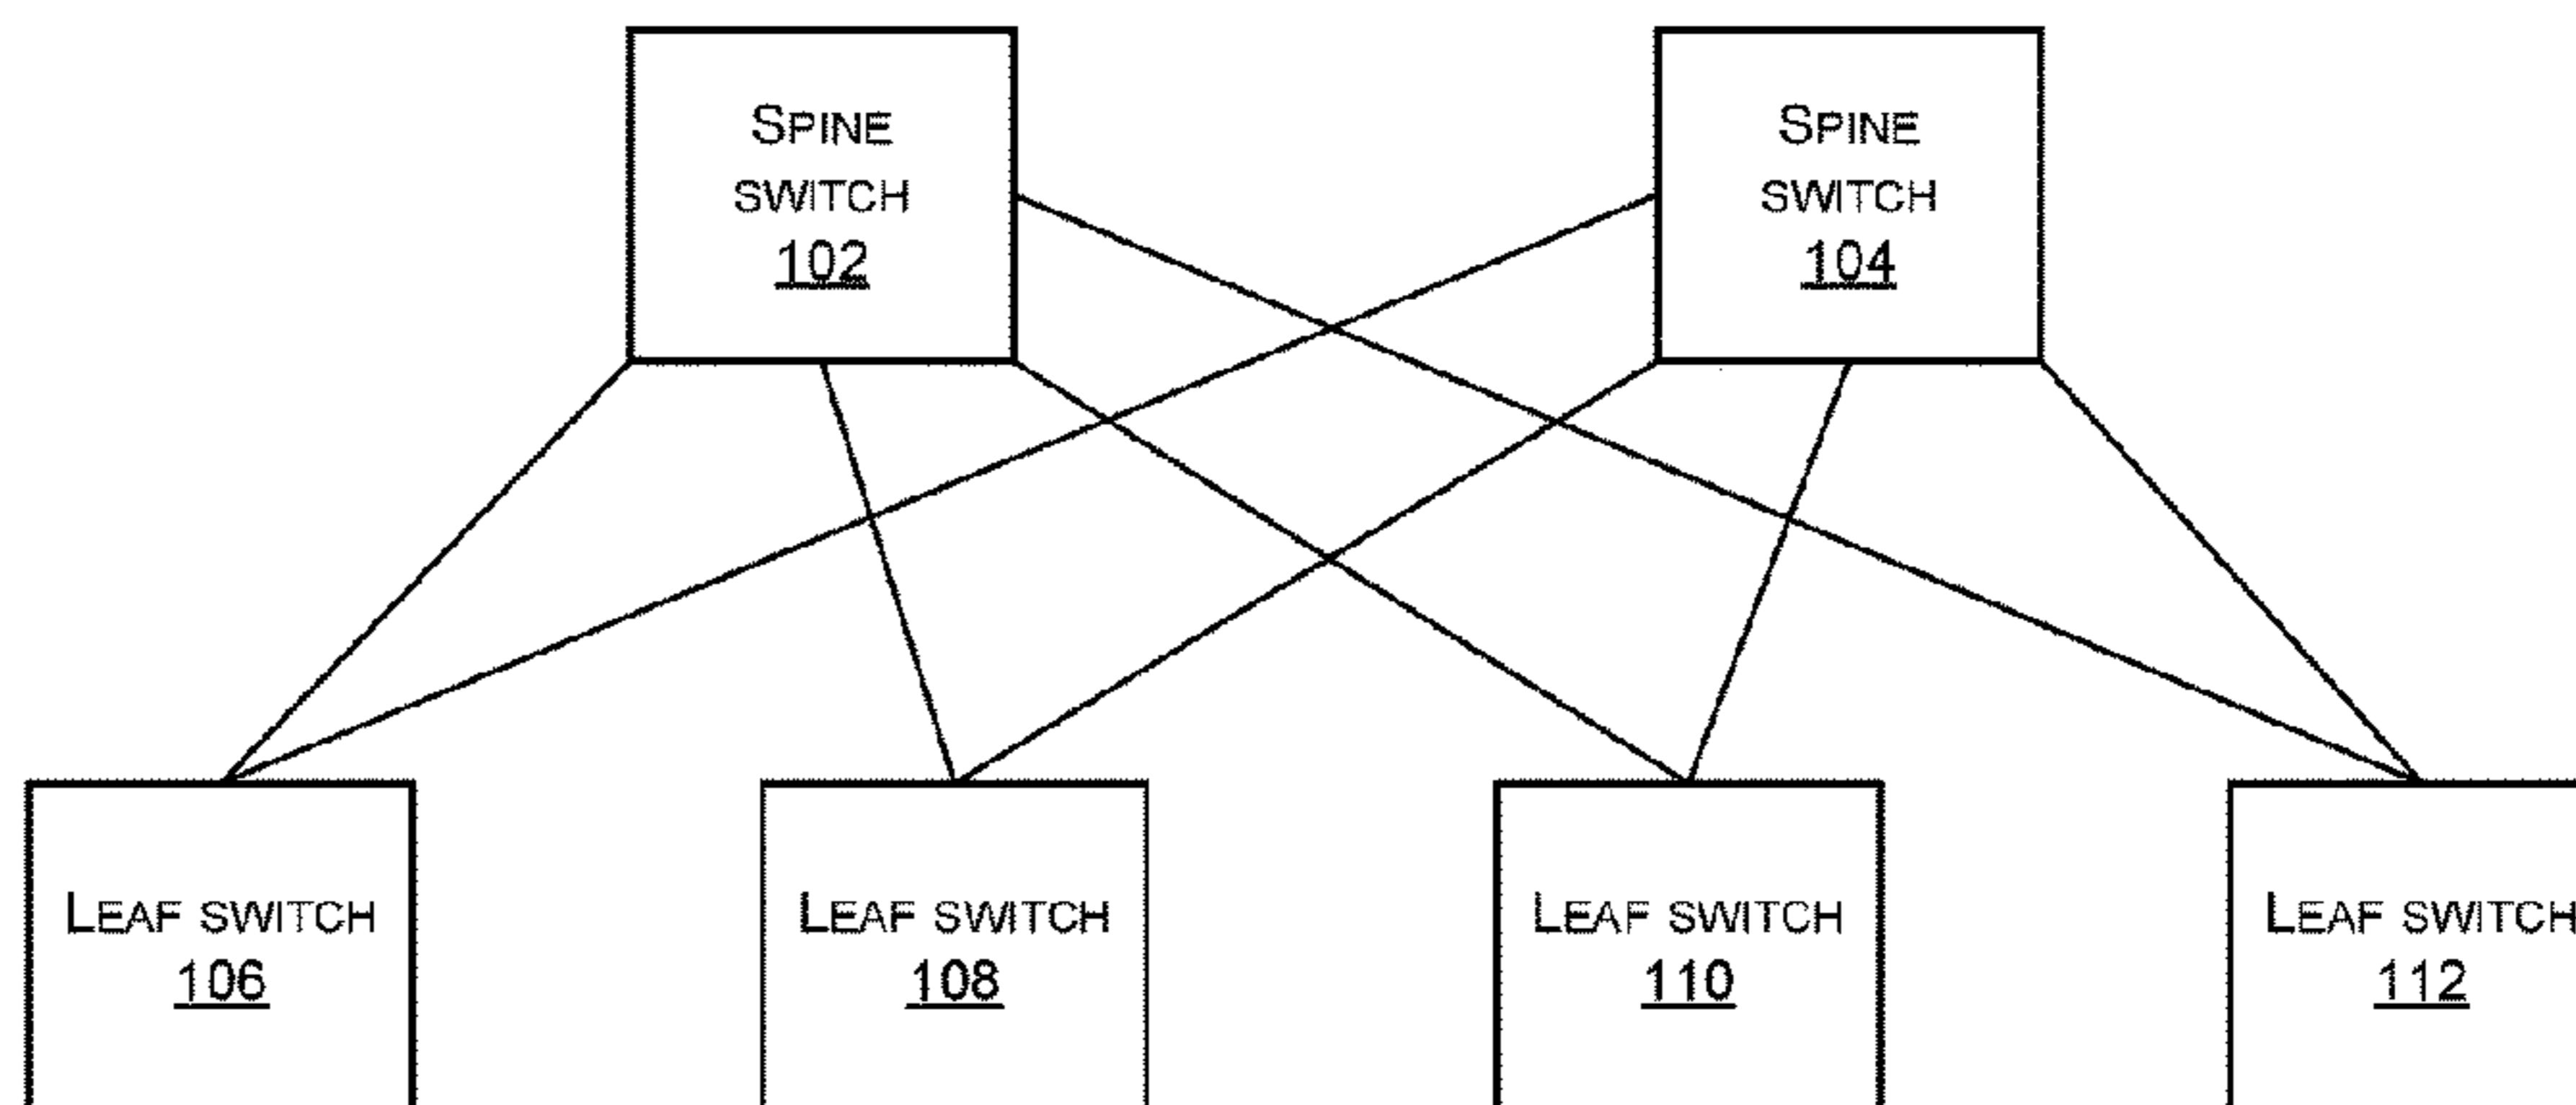 SPINE
SWITCH
102
SPINE
SWITCH
104
LEAF SWITCH
106
LEAF SWITCH
108
LEAF SWITCH
110
LEAF SWITCH
112